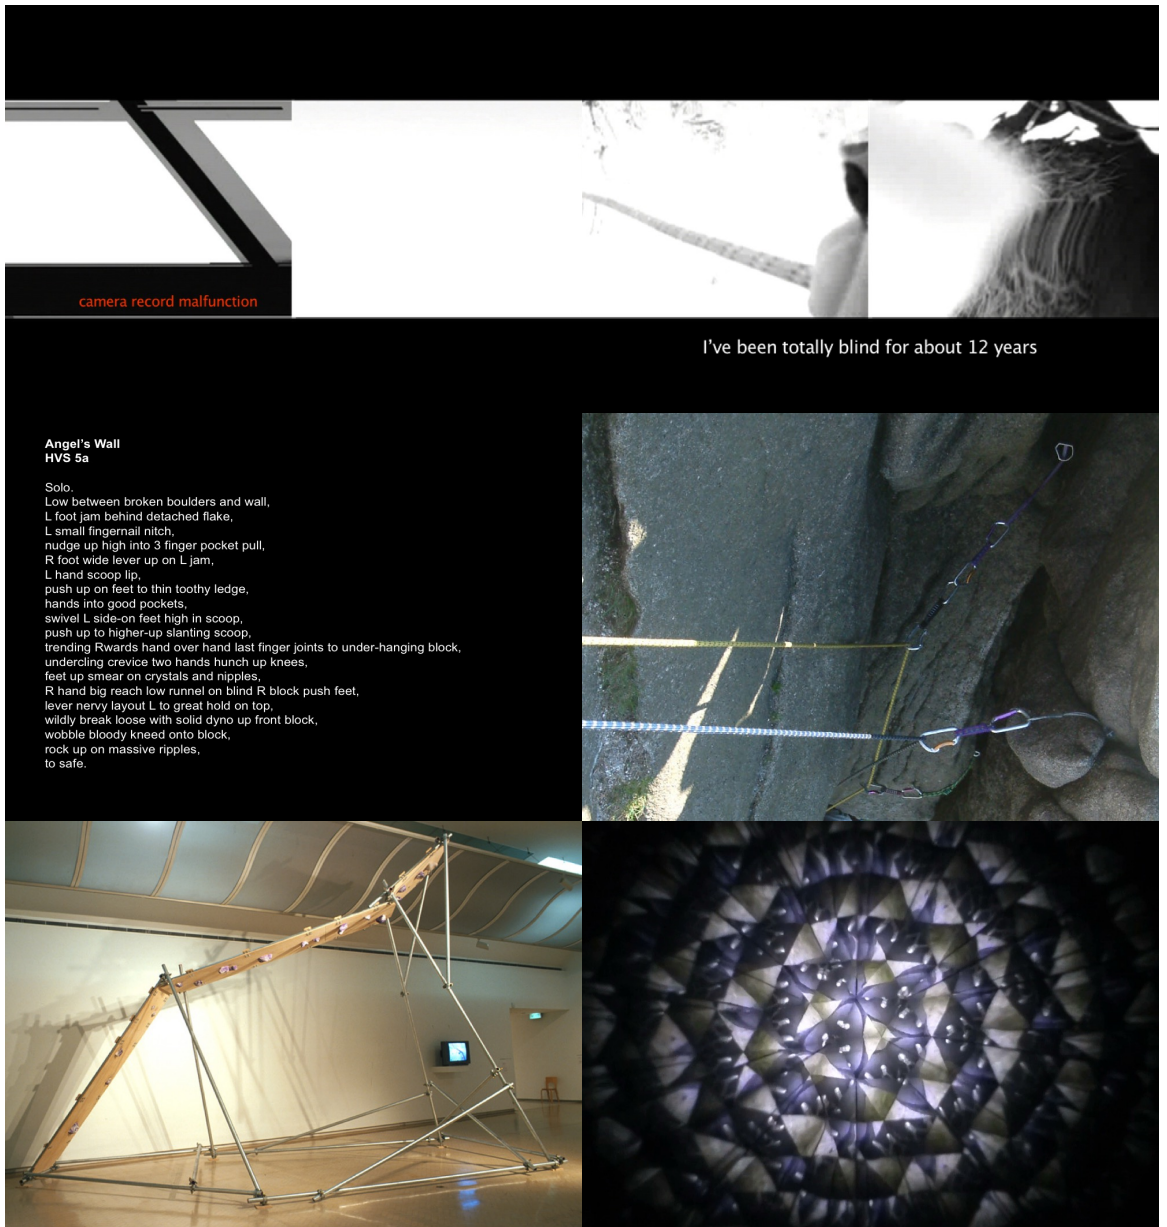 camera record malfunction
I've been totally blind for about 12 years
Angel's Wall
HVS 5a
Solo.
Low between broken boulders and wall,
L foot jam behind detached flake,
L small fingernail nitch,
nudge up high into 3 finger pocket pull,
R foot wide lever up on L jam,
L hand scoop lip,
push up on feet to thin toothy ledge,
hands into good pockets,
swivel L side-on feet high in scoop,
push up to higher-up slanting scoop,
trending Rwards hand over hand last finger joints to under-hanging block,
undercling crevice two hands hunch up knees,
feet up smear on crystals and nipples,
R hand big reach low runnel on blind R block push feet,
lever nervy layout L to great hold on top,
wildly break loose with solid dyno up front block,
wobble bloody kneed onto block,
rock up on massive ripples,
to safe.